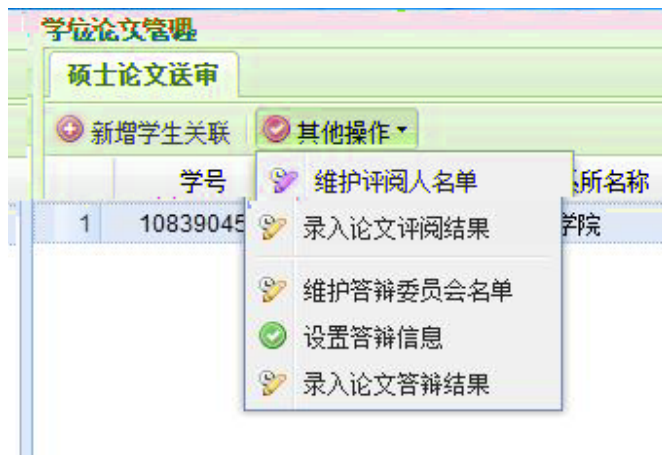 学位论文管理
硕士论文送审
新增学生关联 其他操作
学号 所名称
1 10839045 学院
维护评阅人名单
录入论文评阅结果
维护答辩委员会名单
设置答辩信息
录入论文答辩结果